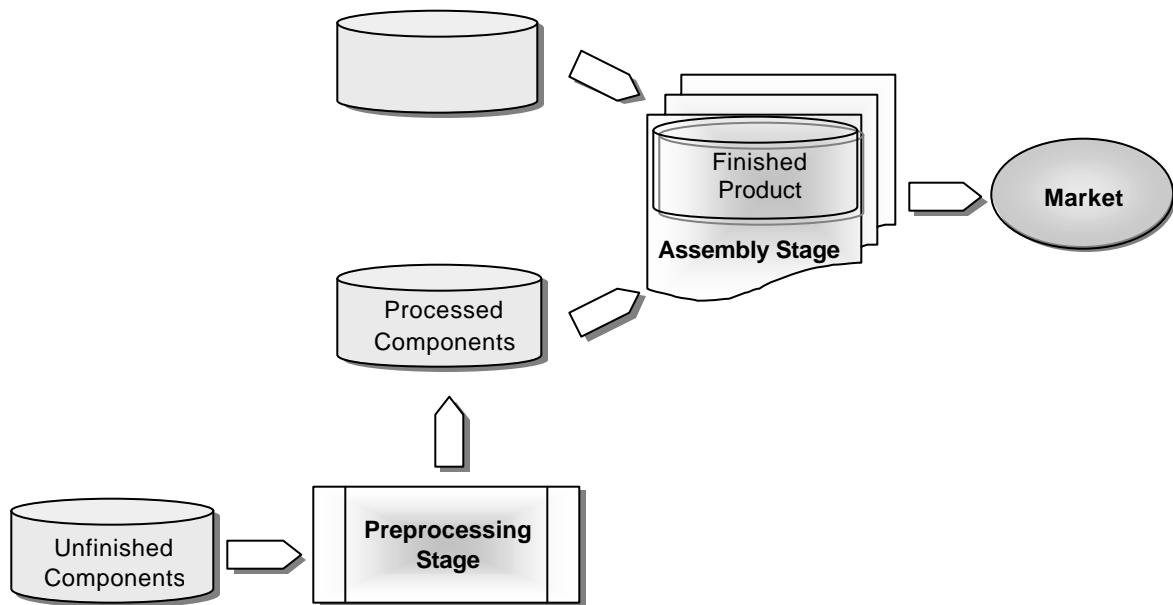 Finished
Product
Market
Assembly Stage
Processed
Components
Preprocessing
Stage
Unfinished
Components